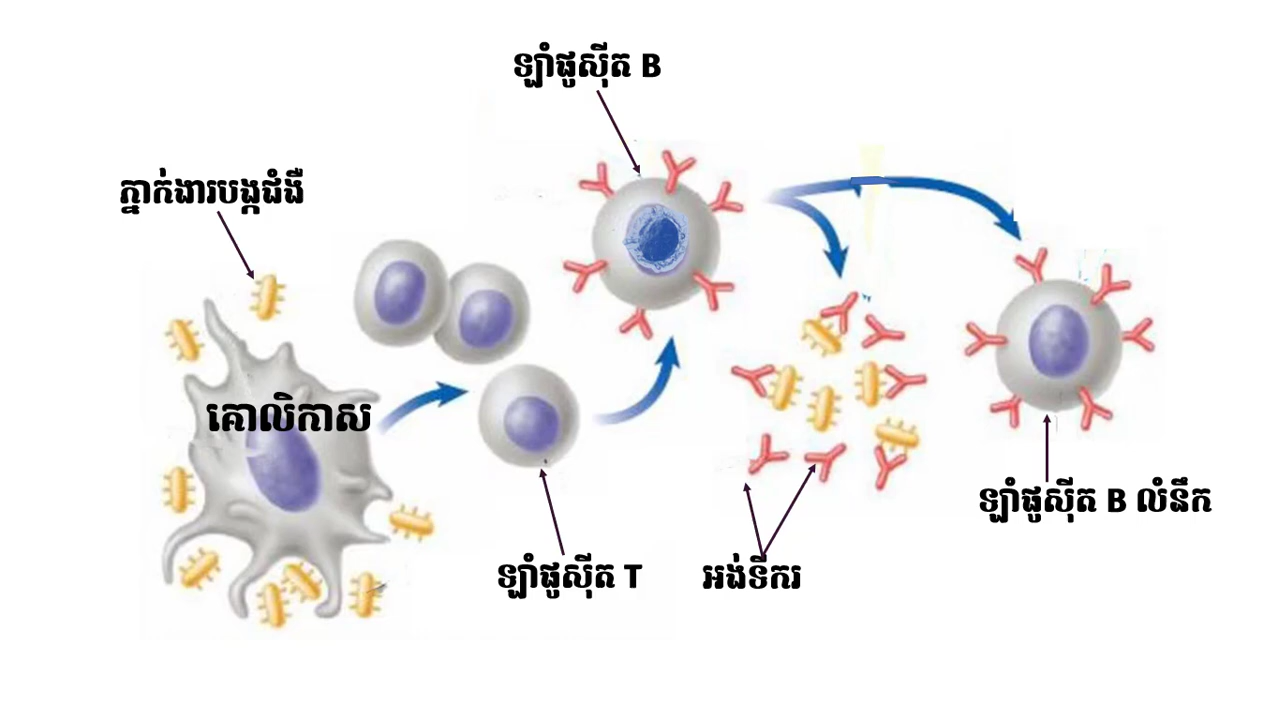 ឡាំផូស៊ីត B
ភ្នាក់ងារបង្កជំងឺ
គោលិកាស
ឡាំផូស៊ីត B លំនឹក
ឡាំផូស៊ីត T
អង់ទីករ